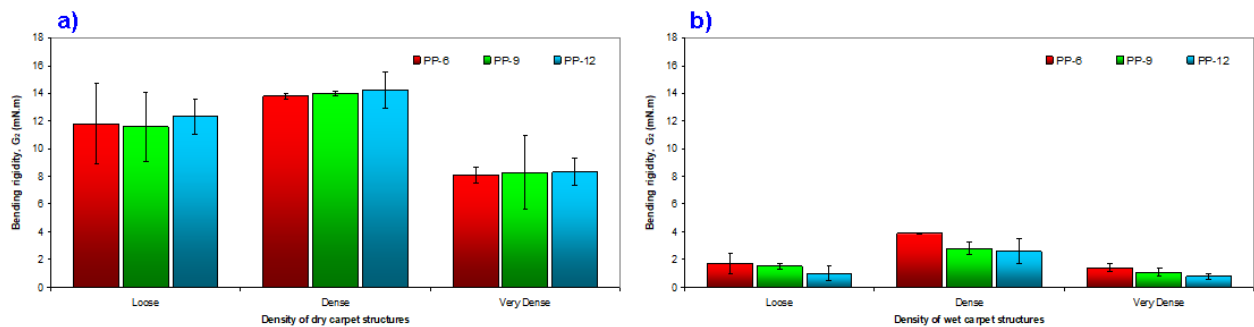 a)
18
16
14
12
10
8
6
4
2
0
Bending rigidity, G₂ (mN.m)
PP-6 PP-9 PP-12
Loose Dense Very Dense
Density of dry carpet structures
b)
18
16
14
12
10
8
6
4
2
0
Bending rigidity, G₂ (mN.m)
PP-6 PP-9 PP-12
Loose Dense Very Dense
Density of wet carpet structures